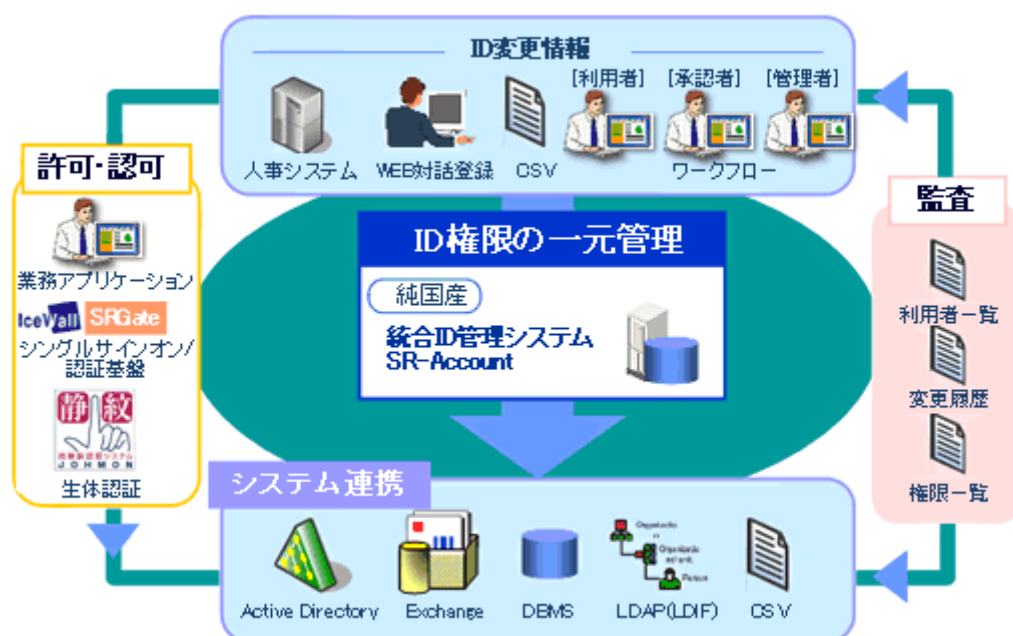 ID変更情報
[利用者] [承認者] [管理者]
人事システム WEB対話登録 CSV ワークフロー
許可・認可
業務アプリケーション
IceWall SRGate
シングルサインオン/
認証基盤
静紋
JOHMON
生体認証
ID権限の一元管理
純国産
統合ID管理システム
SR-Account
監査
利用者一覧
変更履歴
権限一覧
システム連携
Organizatio
n
Organizatio
nal unit
Person
Active Directory Exchange DBMS LDAP(LDIF) CSV